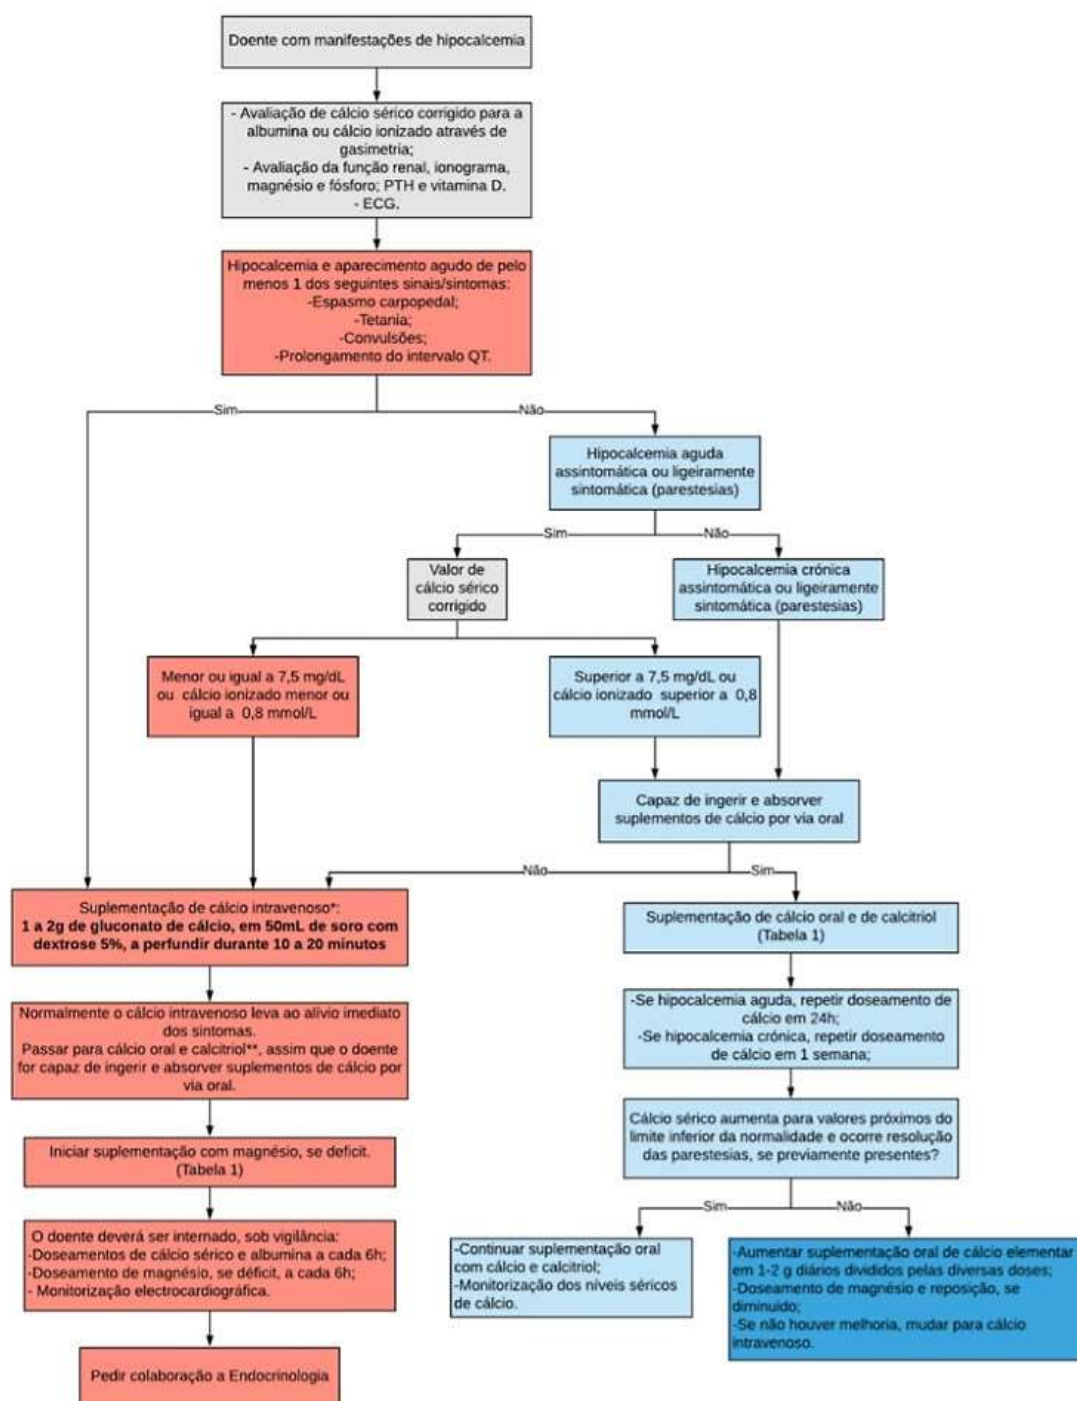 Doente com manifestações de hipocalcemia
- Avaliação de cálcio sérico corrigido para a
albumina ou cálcio ionizado através de
gasimetria;
- Avaliação da função renal, ionograma,
magnésio e fósforo; PTH e vitamina D.
- ECG.
Hipocalcemia e aparecimento agudo de pelo
menos 1 dos seguintes sinais/sintomas:
-Espasmo carpopedal;
-Tetania;
-Convulsões;
-Prolongamento do intervalo QT.
Sim
Não
Hipocalcemia aguda
assintomática ou ligeiramente
sintomática (parestesias)
Sim
Não
Valor de
cálcio sérico
corrigido
Hipocalcemia crónica
assintomática ou ligeiramente
sintomática (parestesias)
Menor ou igual a 7,5 mg/dL
ou cálcio ionizado menor ou
igual a 0,8 mmol/L
Superior a 7,5 mg/dL ou
cálcio ionizado superior a 0,8
mmol/L
Capaz de ingerir e absorver
suplementos de cálcio por via oral
Não
Sim
Suplementação de cálcio intravenoso*:
1 a 2g de gluconato de cálcio, em 50mL de soro com
dextrose 5%, a perfundir durante 10 a 20 minutos
Suplementação de cálcio oral e de calcitriol
(Tabela 1)
Normalmente o cálcio intravenoso leva ao alívio imediato
dos sintomas.
Passar para cálcio oral e calcitriol**, assim que o doente
for capaz de ingerir e absorver suplementos de cálcio por
via oral.
-Se hipocalcemia aguda, repetir doseamento de
cálcio em 24h;
-Se hipocalcemia crónica, repetir doseamento
de cálcio em 1 semana;
Iniciar suplementação com magnésio, se deficit.
(Tabela 1)
Cálcio sérico aumenta para valores próximos do
limite inferior da normalidade e ocorre resolução
das parestesias, se previamente presentes?
Sim
Não
O doente deverá ser internado, sob vigilância:
-Doseamentos de cálcio sérico e albumina a cada 6h;
-Doseamento de magnésio, se déficit, a cada 6h;
- Monitorização electrocardiográfica.
-Continuar suplementação oral
com cálcio e calcitriol;
-Monitorização dos níveis séricos
de cálcio.
-Aumentar suplementação oral de cálcio elementar
em 1-2 g diários divididos pelas diversas doses;
-Doseamento de magnésio e reposição, se
diminuido;
-Se não houver melhoria, mudar para cálcio
intravenoso.
Pedir colaboração a Endocrinologia